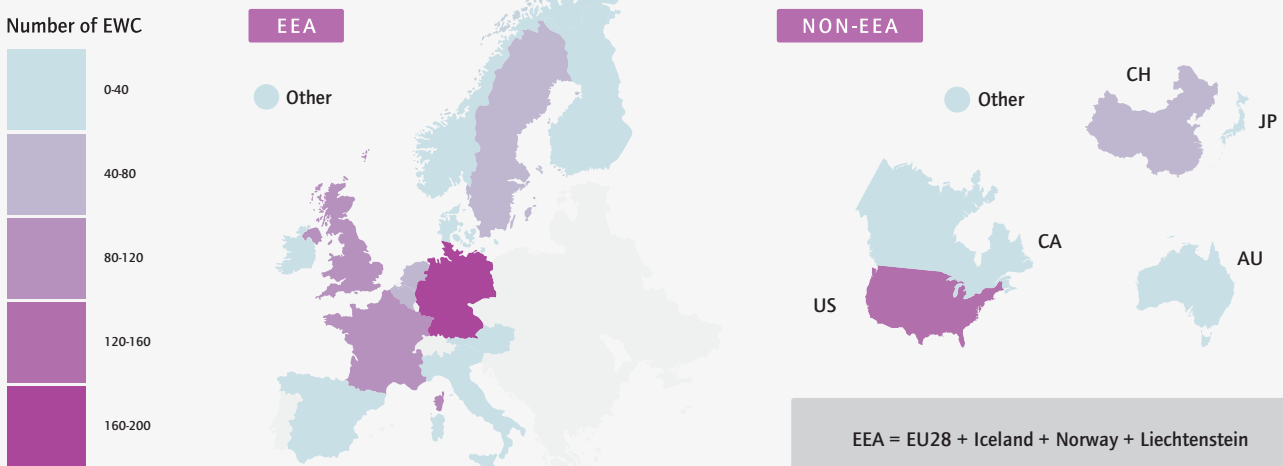 Number of EWC
0-40
40-80
80-120
120-160
160-200
EEA
Other
NON-EEA
Other
CH
JP
CA
US
AU
EEA = EU28 + Iceland + Norway + Liechtenstein